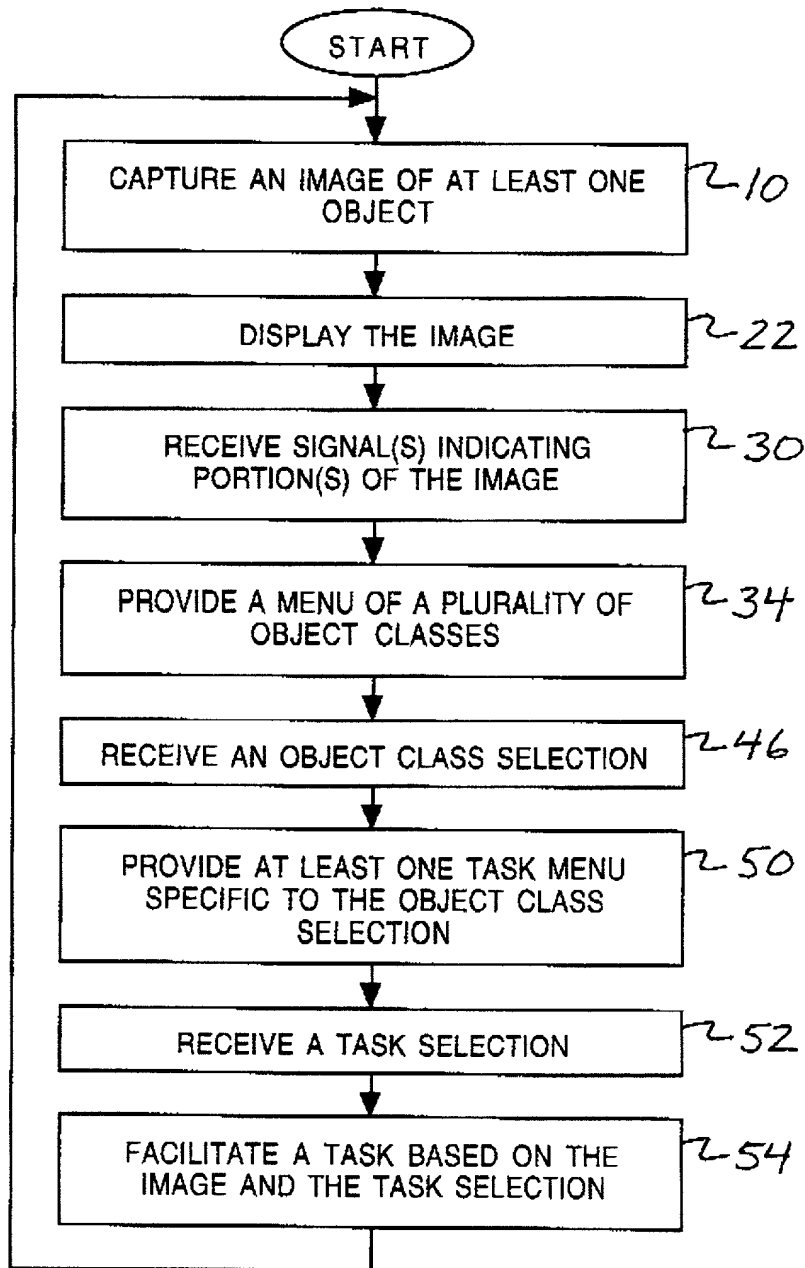 START
CAPTURE AN IMAGE OF AT LEAST ONE
OBJECT
10
DISPLAY THE IMAGE
22
RECEIVE SIGNAL(S) INDICATING
PORTION(S) OF THE IMAGE
30
PROVIDE A MENU OF A PLURALITY OF
OBJECT CLASSES
34
RECEIVE AN OBJECT CLASS SELECTION
46
PROVIDE AT LEAST ONE TASK MENU
SPECIFIC TO THE OBJECT CLASS
SELECTION
50
RECEIVE A TASK SELECTION
52
FACILITATE A TASK BASED ON THE
IMAGE AND THE TASK SELECTION
54